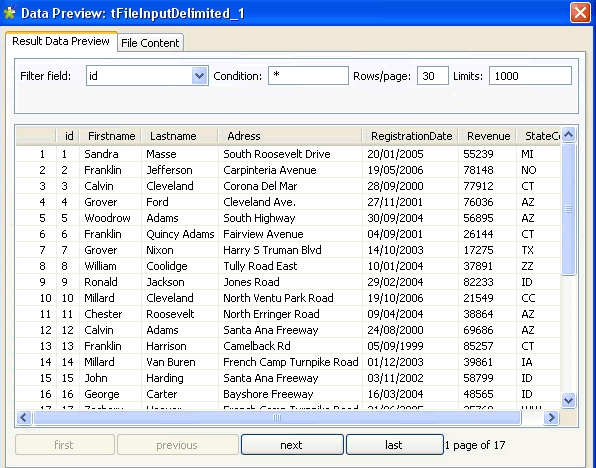 Data Preview: tFileInputDelimited_1
Result Data Preview File Content
Filter field: id Condition: * Rows/page: 30 Limits: 1000
id Firstname Lastname Adress RegistrationDate Revenue StateCo
1 1 Sandra Masse South Roosevelt Drive 20/01/2005 55239 MI
2 2 Franklin Jefferson Carpinteria Avenue 19/05/2006 78148 NO
3 3 Calvin Cleveland Corona Del Mar 28/09/2000 77912 CT
4 4 Grover Ford Cleveland Ave. 27/11/2001 76036 AZ
5 5 Woodrow Adams South Highway 30/09/2004 56895 AZ
6 6 Franklin Quincy Adams Fairview Avenue 04/09/2001 26144 CT
7 7 Grover Nixon Harry S Truman Blvd 14/10/2003 17275 TX
8 8 William Coolidge Tully Road East 10/01/2004 37891 ZZ
9 9 Ronald Jackson Jones Road 29/02/2004 82233 ID
10 10 Millard Cleveland North Ventu Park Road 19/10/2006 21549 CC
11 11 Chester Roosevelt North Erringer Road 09/04/2004 38864 AZ
12 12 Calvin Adams Santa Ana Freeway 24/08/2000 69686 AZ
13 13 Franklin Harrison Camelback Rd 05/09/1999 85257 CT
14 14 Millard Van Buren French Camp Turnpike Road 01/12/2003 39861 IA
15 15 John Harding Santa Ana Freeway 03/11/2002 58799 ID
16 16 George Carter Bayshore Freeway 16/03/2004 48565 ID
17 17 French Camp Turnpike Road
first previous next last 1 page of 17